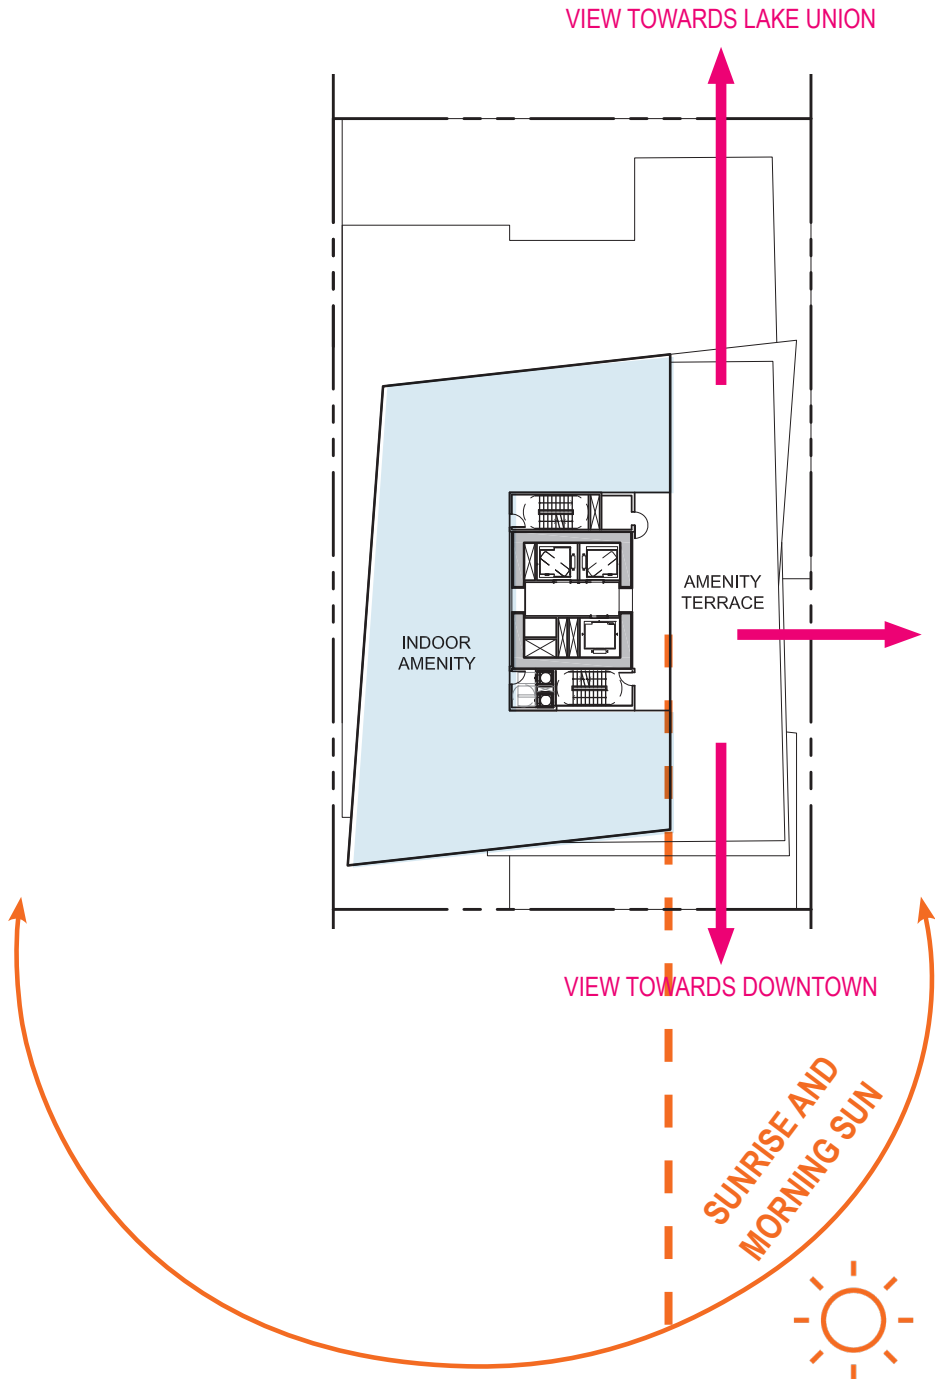 VIEW TOWARDS LAKE UNION
AMENITY
TERRACE
INDOOR
AMENITY
VIEW TOWARDS DOWNTOWN
SUNRISE AND
MORNING SUN